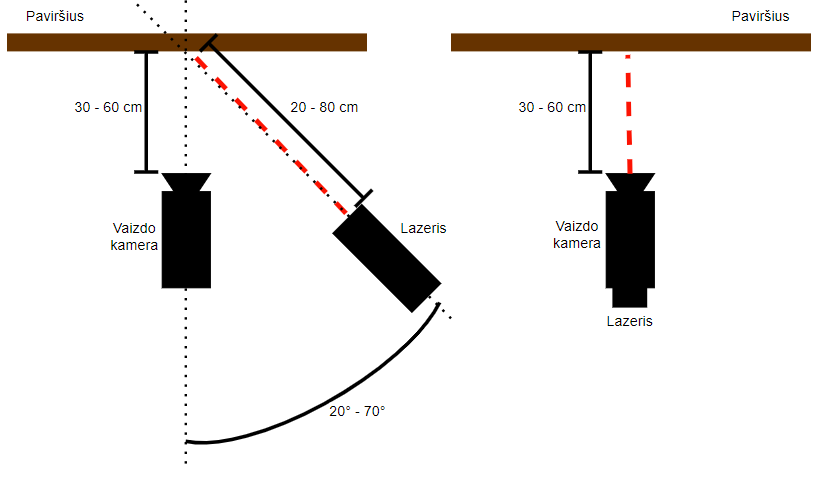 Paviršius
30 - 60 cm
20 - 80 cm
Vaizdo
kamera
Lazeris
20° - 70°
Paviršius
30 - 60 cm
Vaizdo
kamera
Lazeris